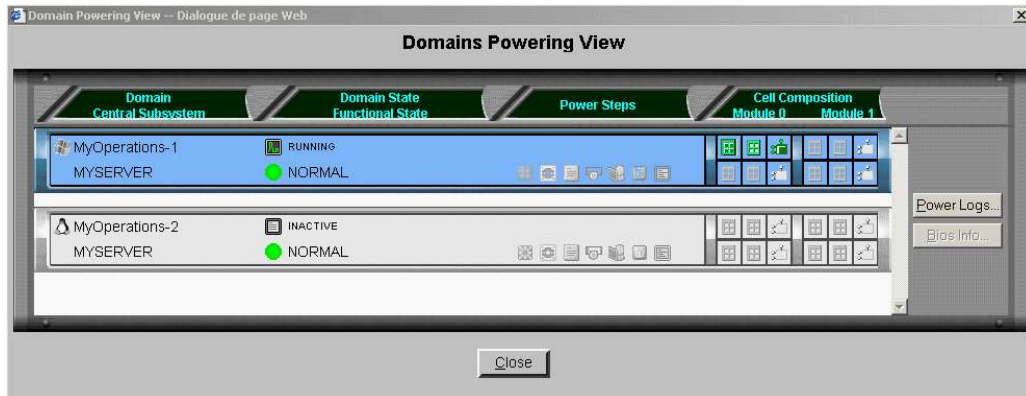 Domain Powering View -- Dialogue de page Web
Domains Powering View
Domain
Central Subsystem
Domain State
Functional State
Power Steps
Cell Composition
Module 0 Module 1
MyOperations-1 RUNNING
MYSERVER NORMAL
MyOperations-2 INACTIVE
MYSERVER NORMAL
Power Logs...
Bios Info...
Close